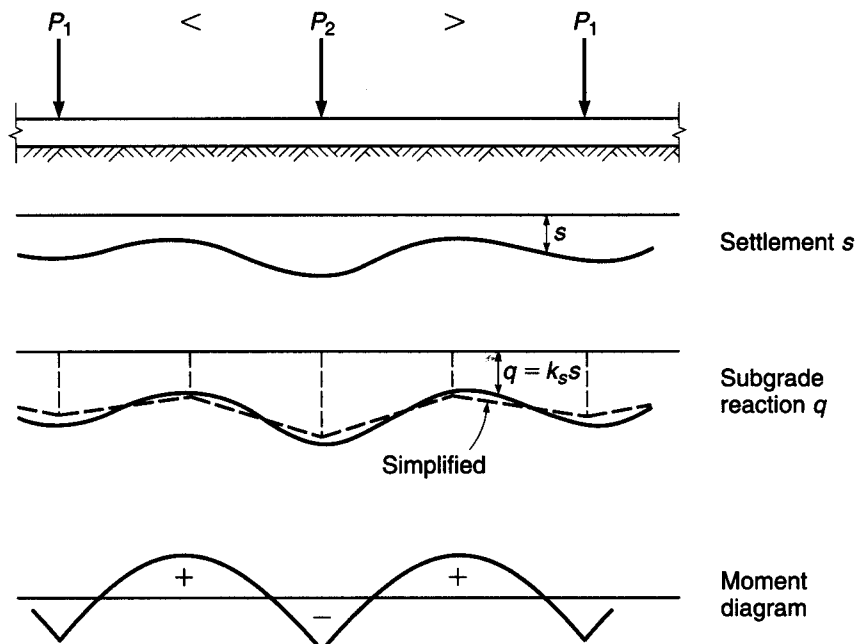 P₁ < P₂ > P₁
s
Settlement s
q = kₛs
Subgrade
reaction q
Simplified
+ − +
Moment
diagram